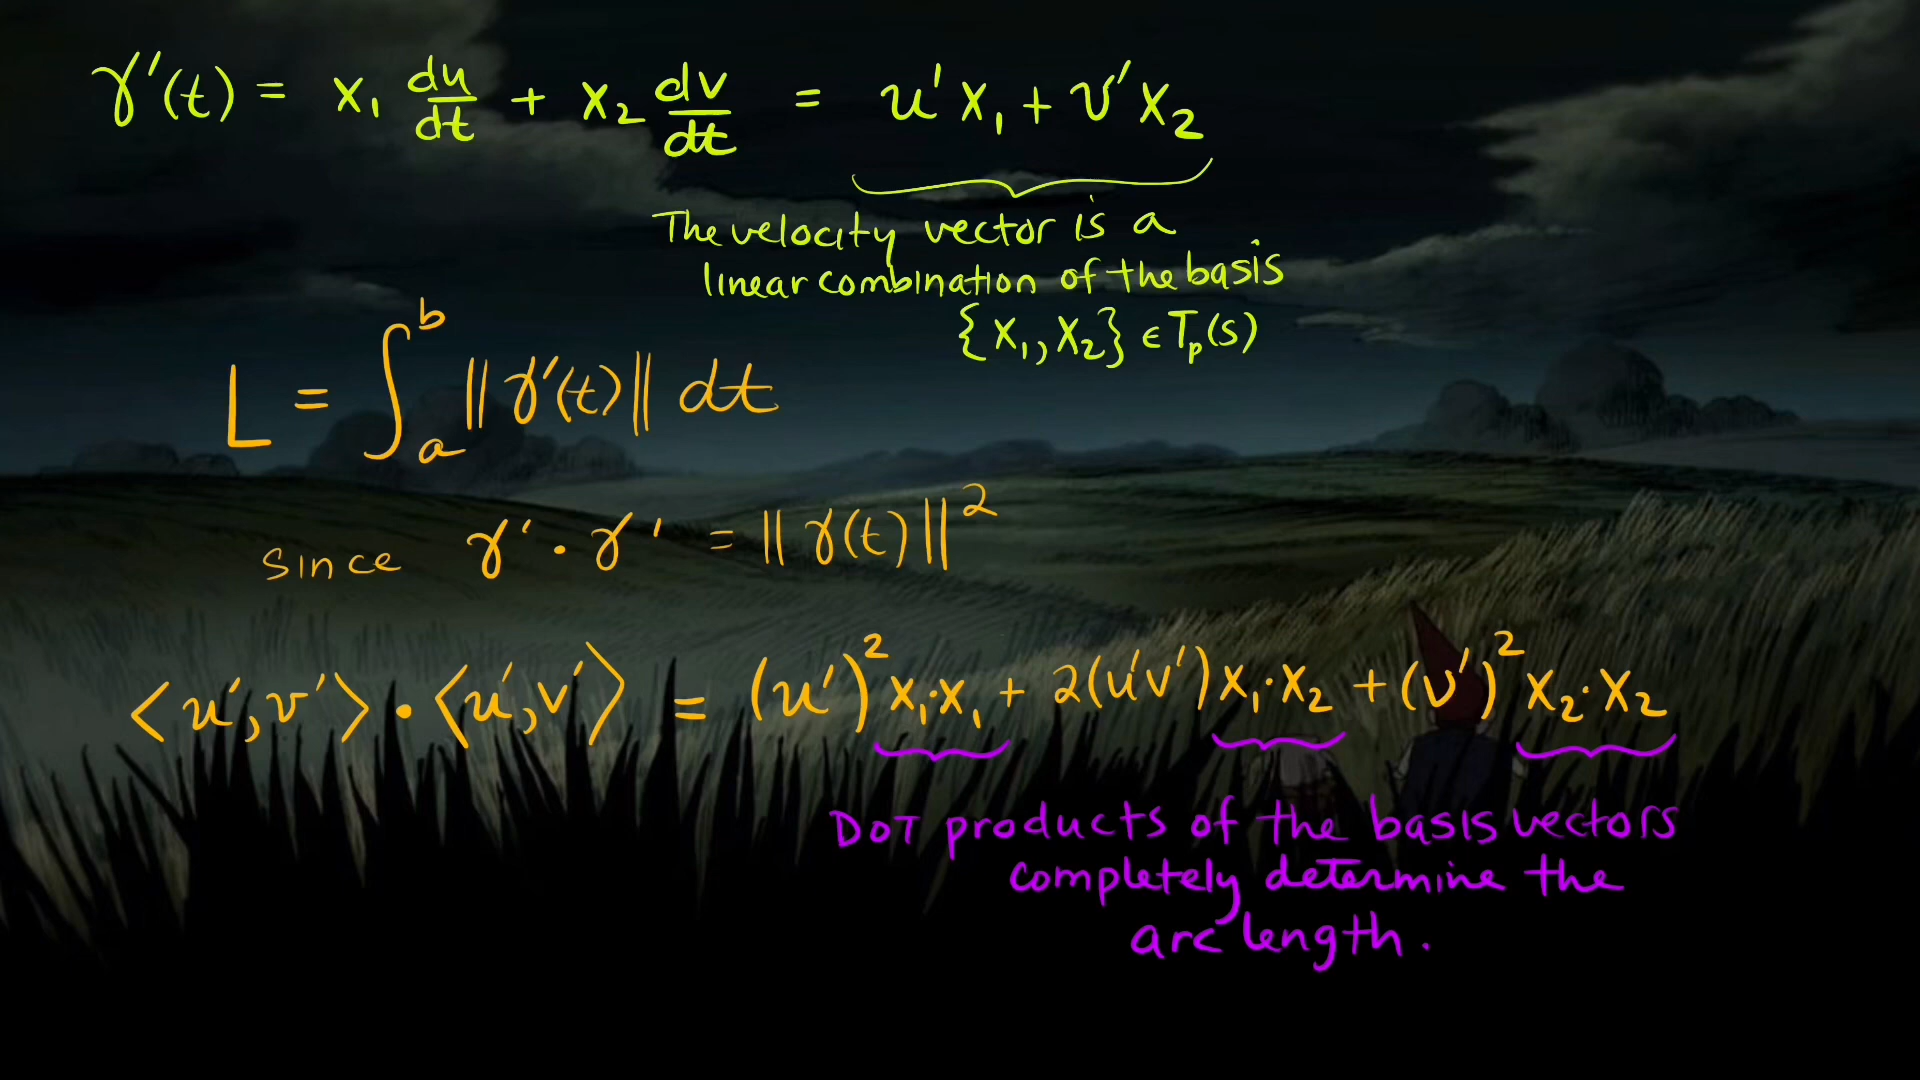 γ'(t) = x₁ du/dt + x₂ dv/dt = u'x₁ + v'x₂
The velocity vector is a
linear combination of the basis
{x₁, x₂} ∈ Tₚ(s)
L = ∫ₐᵇ ‖γ'(t)‖ dt
since γ' · γ' = ‖γ(t)‖²
⟨u', v'⟩ · ⟨u', v'⟩ = (u')² x₁·x₁ + 2(u'v') x₁·x₂ + (v')² x₂·x₂
DOT products of the basis vectors
completely determine the
arc length.